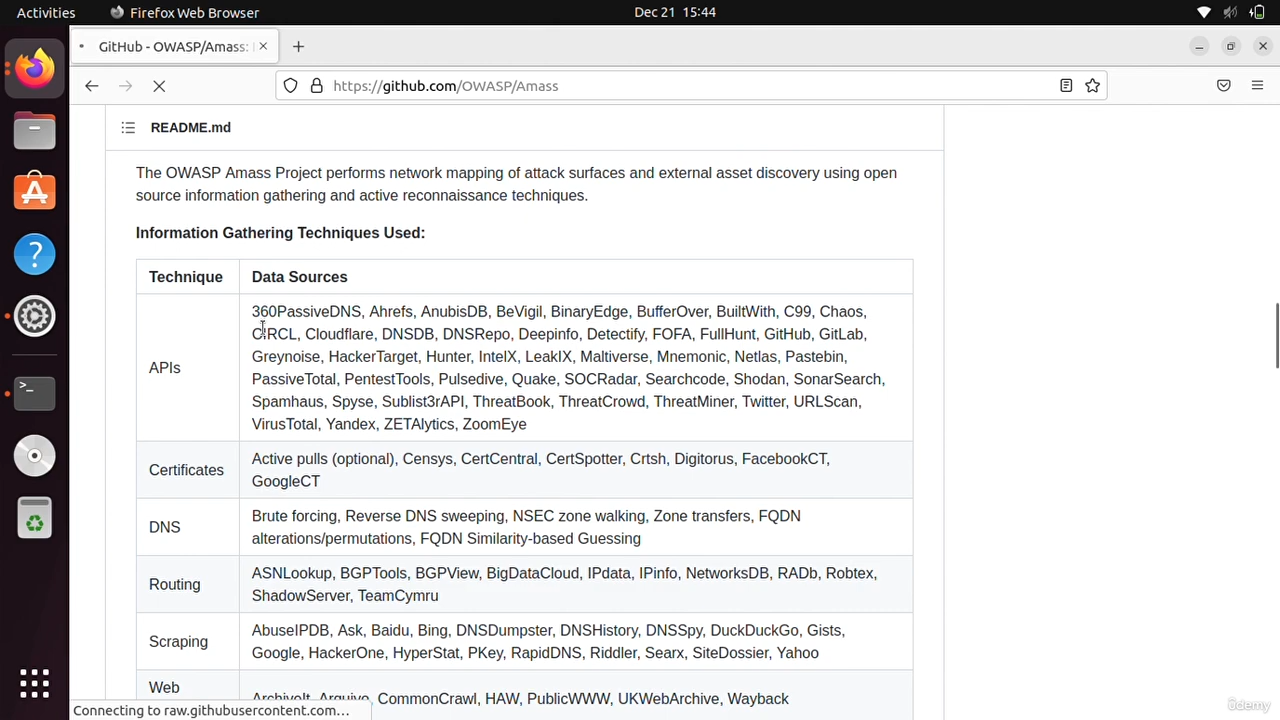 Activities
Firefox Web Browser
Dec 21 15:44
GitHub - OWASP/Amass:
https://github.com/OWASP/Amass
README.md
The OWASP Amass Project performs network mapping of attack surfaces and external asset discovery using open
source information gathering and active reconnaissance techniques.
Information Gathering Techniques Used:
Technique
Data Sources
APIs
360PassiveDNS, Ahrefs, AnubisDB, BeVigil, BinaryEdge, BufferOver, BuiltWith, C99, Chaos,
CIRCL, Cloudflare, DNSDB, DNSRepo, Deepinfo, Detectify, FOFA, FullHunt, GitHub, GitLab,
Greynoise, HackerTarget, Hunter, IntelX, LeakIX, Maltiverse, Mnemonic, Netlas, Pastebin,
PassiveTotal, PentestTools, Pulsedive, Quake, SOCRadar, Searchcode, Shodan, SonarSearch,
Spamhaus, Spyse, Sublist3rAPI, ThreatBook, ThreatCrowd, ThreatMiner, Twitter, URLScan,
VirusTotal, Yandex, ZETAlytics, ZoomEye
Certificates
Active pulls (optional), Censys, CertCentral, CertSpotter, Crtsh, Digitorus, FacebookCT,
GoogleCT
DNS
Brute forcing, Reverse DNS sweeping, NSEC zone walking, Zone transfers, FQDN
alterations/permutations, FQDN Similarity-based Guessing
Routing
ASNLookup, BGPTools, BGPView, BigDataCloud, IPdata, IPinfo, NetworksDB, RADb, Robtex,
ShadowServer, TeamCymru
Scraping
AbuseIPDB, Ask, Baidu, Bing, DNSDumpster, DNSHistory, DNSSpy, DuckDuckGo, Gists,
Google, HackerOne, HyperStat, PKey, RapidDNS, Riddler, Searx, SiteDossier, Yahoo
Web
ArchiveIt, Arquivo, CommonCrawl, HAW, PublicWWW, UKWebArchive, Wayback
Connecting to raw.githubusercontent.com…
ûdemy